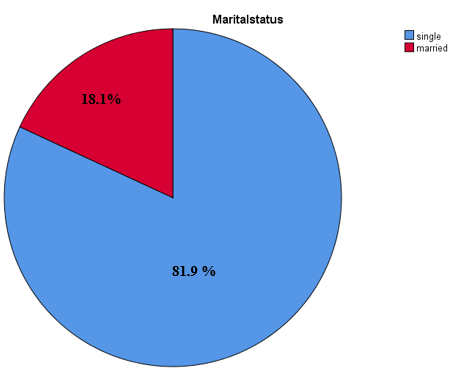 Maritalstatus
single
married
18.1%
81.9 %